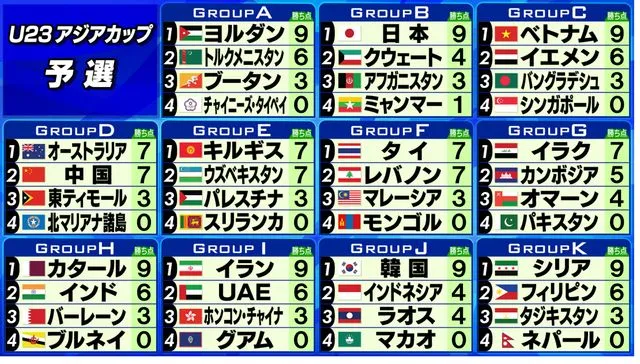 U23 アジアカップ
予選
GROUP A 勝ち点
1 ヨルダン 9
2 トルクメニスタン 6
3 ブータン 3
4 チャイニーズ・タイペイ 0
GROUP B 勝ち点
1 日本 9
2 クウェート 4
3 アフガニスタン 3
4 ミャンマー 1
GROUP C 勝ち点
1 ベトナム 9
2 イエメン 6
3 バングラデシュ 3
4 シンガポール 0
GROUP D 勝ち点
1 オーストラリア 7
2 中国 7
3 東ティモール 3
4 北マリアナ諸島 0
GROUP E 勝ち点
1 キルギス 7
2 ウズベキスタン 7
3 パレスチナ 3
4 スリランカ 0
GROUP F 勝ち点
1 タイ 7
2 レバノン 7
3 マレーシア 3
4 モンゴル 0
GROUP G 勝ち点
1 イラク 7
2 カンボジア 5
3 オマーン 4
4 パキスタン 0
GROUP H 勝ち点
1 カタール 9
2 インド 6
3 バーレーン 3
4 ブルネイ 0
GROUP I 勝ち点
1 イラン 9
2 UAE 6
3 ホンコン・チャイナ 3
4 グアム 0
GROUP J 勝ち点
1 韓国 9
2 インドネシア 4
3 ラオス 4
4 マカオ 0
GROUP K 勝ち点
1 シリア 9
2 フィリピン 6
3 タジキスタン 3
4 ネパール 0